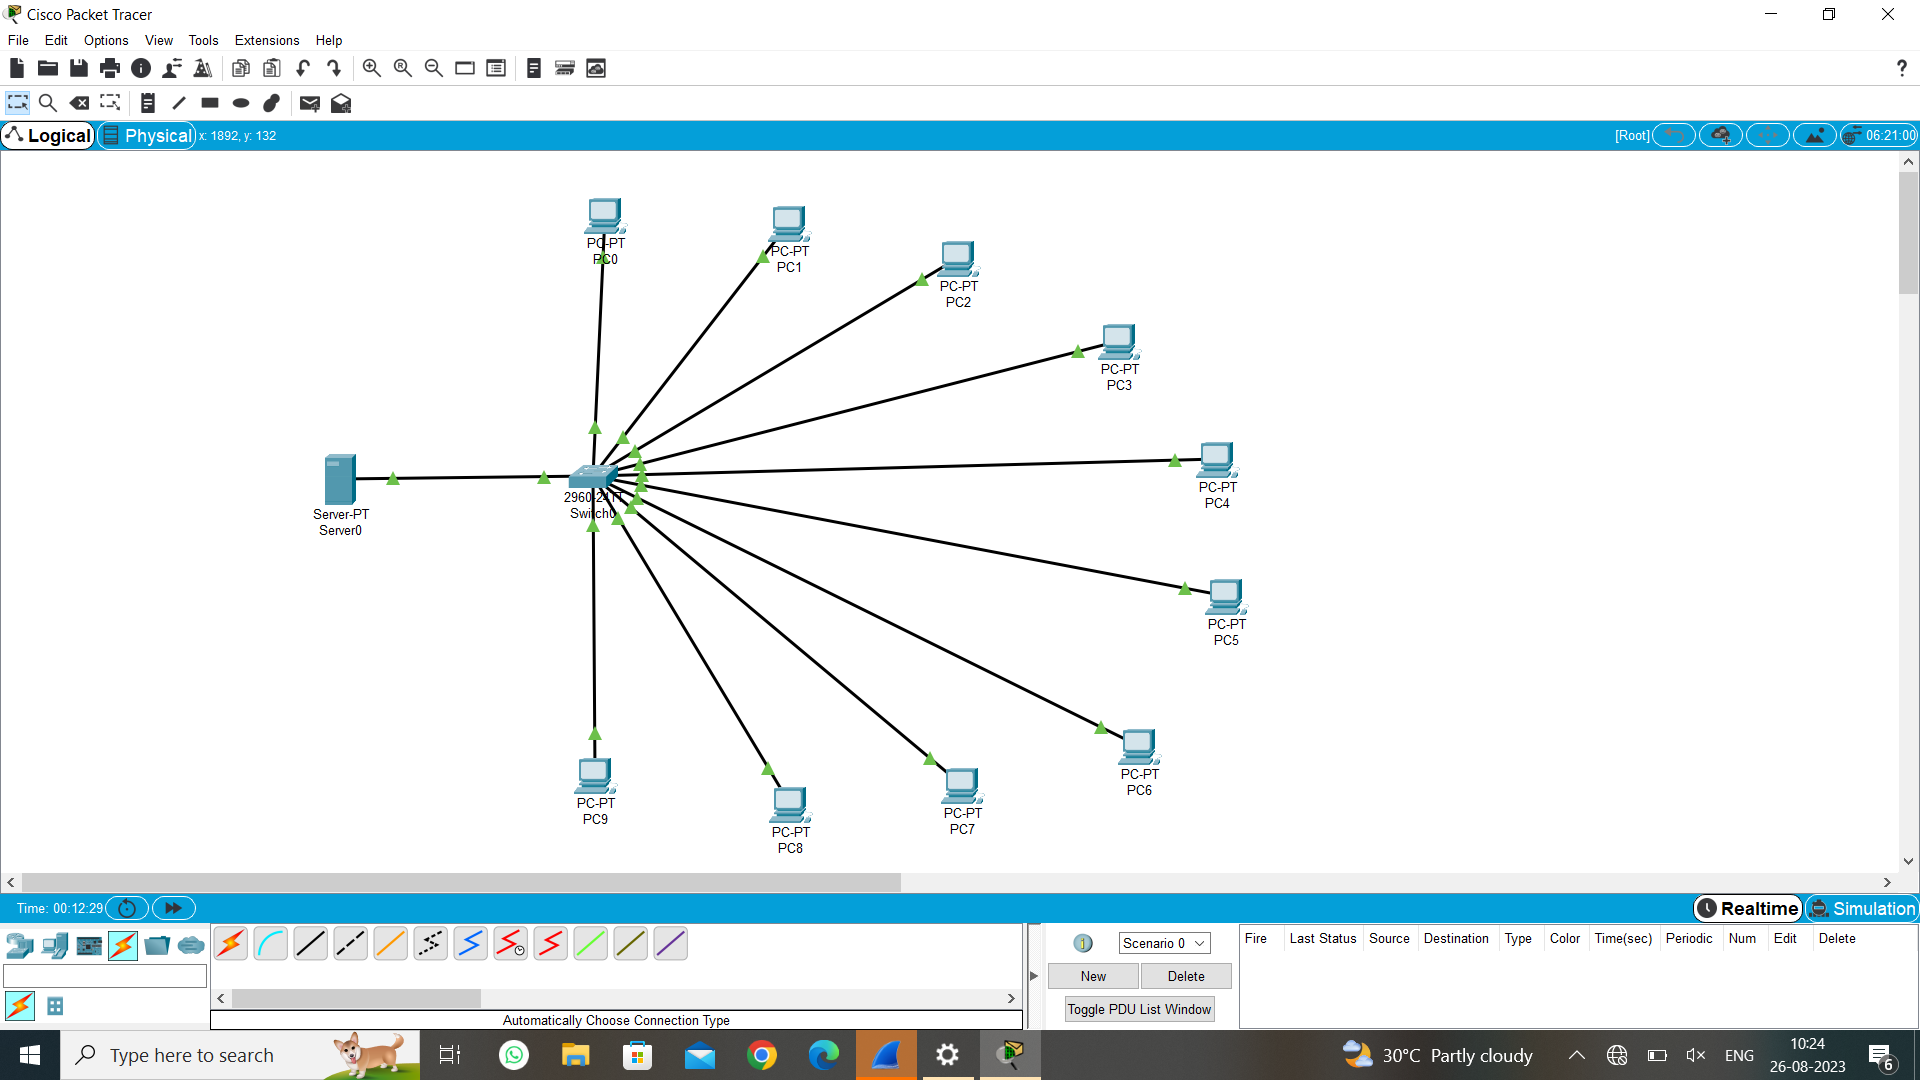 Cisco Packet Tracer
File Edit Options View Tools Extensions Help
?
Logical Physical x: 1892, y: 132 [Root] 06:21:00
PC-PT
PC0
PC-PT
PC1
PC-PT
PC2
PC-PT
PC3
PC-PT
PC4
Server-PT
Server0
2960-24TT
Switch0
PC-PT
PC5
PC-PT
PC6
PC-PT
PC7
PC-PT
PC8
PC-PT
PC9
Time: 00:12:29 Realtime Simulation
Scenario 0
New Delete
Toggle PDU List Window
Fire Last Status Source Destination Type Color Time(sec) Periodic Num Edit Delete
Automatically Choose Connection Type
Type here to search
30°C Partly cloudy
ENG
10:24
26-08-2023
6